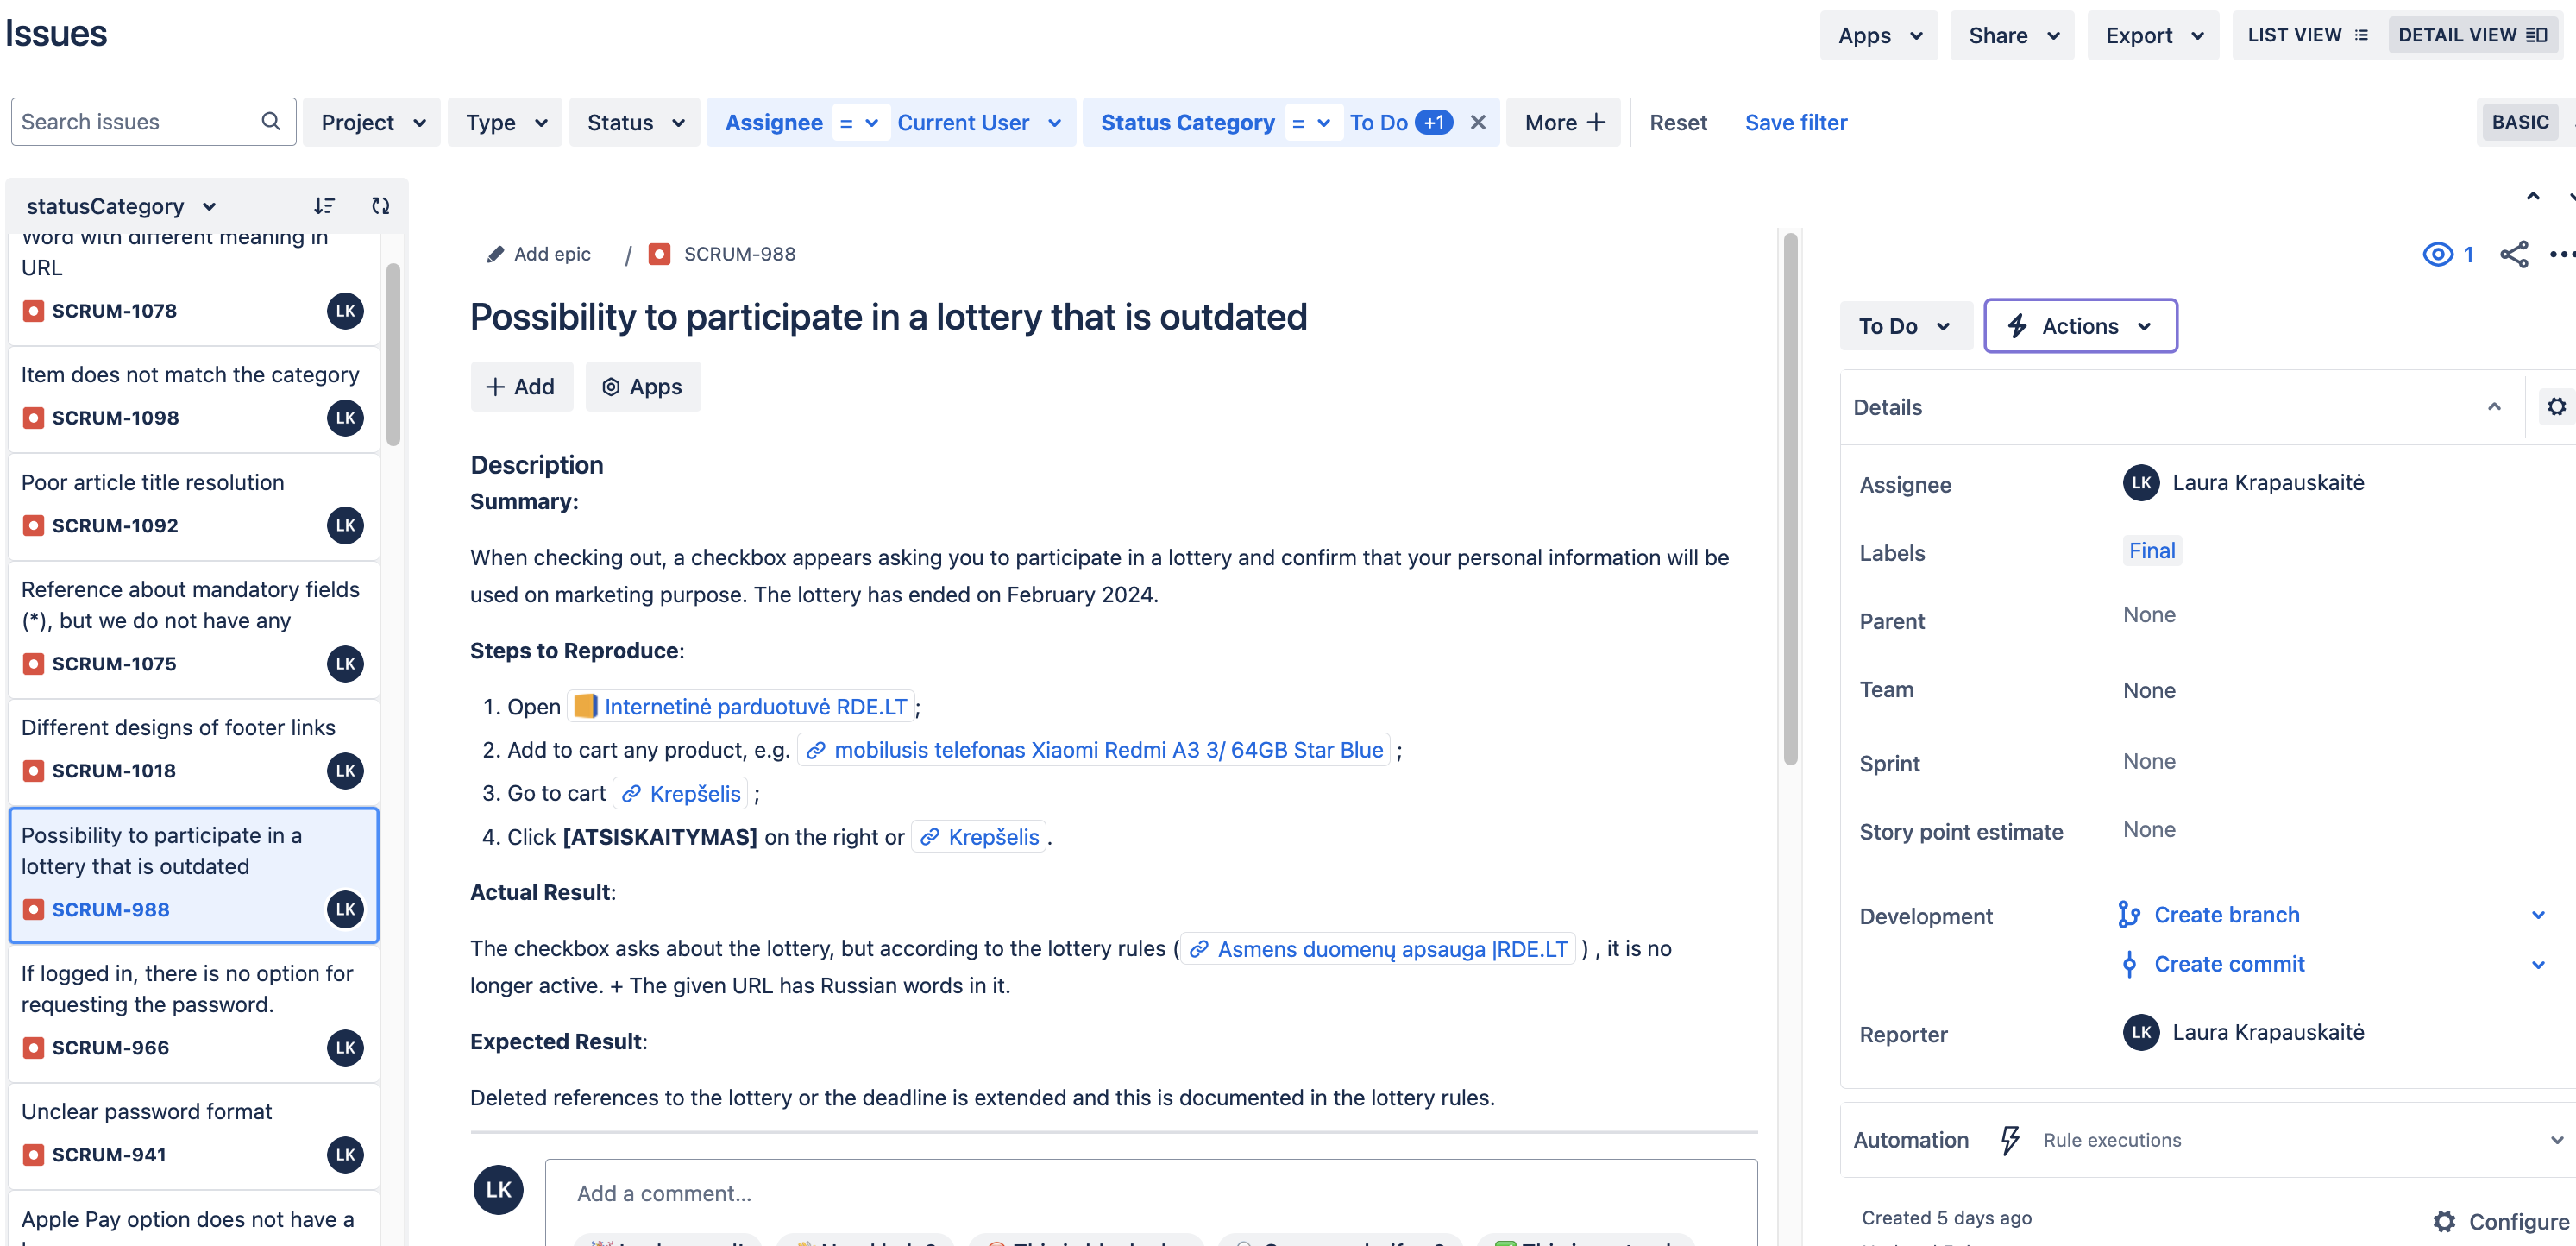 Issues
Apps
Share
Export
LIST VIEW
DETAIL VIEW
Search issues
Project
Type
Status
Assignee = Current User
Status Category = To Do +1
More +
Reset
Save filter
BASIC
statusCategory
Word with different meaning in
URL
SCRUM-1078
LK
Item does not match the category
SCRUM-1098
LK
Poor article title resolution
SCRUM-1092
LK
Reference about mandatory fields
(*), but we do not have any
SCRUM-1075
LK
Different designs of footer links
SCRUM-1018
LK
Possibility to participate in a
lottery that is outdated
SCRUM-988
LK
If logged in, there is no option for
requesting the password.
SCRUM-966
LK
Unclear password format
SCRUM-941
LK
Apple Pay option does not have a
Add epic / SCRUM-988
Possibility to participate in a lottery that is outdated
+ Add
Apps
Description
Summary:
When checking out, a checkbox appears asking you to participate in a lottery and confirm that your personal information will be
used on marketing purpose. The lottery has ended on February 2024.
Steps to Reproduce:
1. Open Internetinė parduotuvė RDE.LT;
2. Add to cart any product, e.g. mobilusis telefonas Xiaomi Redmi A3 3/ 64GB Star Blue ;
3. Go to cart Krepšelis ;
4. Click [ATSISKAITYMAS] on the right or Krepšelis .
Actual Result:
The checkbox asks about the lottery, but according to the lottery rules ( Asmens duomenų apsauga |RDE.LT ) , it is no
longer active. + The given URL has Russian words in it.
Expected Result:
Deleted references to the lottery or the deadline is extended and this is documented in the lottery rules.
LK
Add a comment...
1
To Do
Actions
Details
Assignee
LK Laura Krapauskaitė
Labels
Final
Parent
None
Team
None
Sprint
None
Story point estimate
None
Development
Create branch
Create commit
Reporter
LK Laura Krapauskaitė
Automation
Rule executions
Created 5 days ago
Configure